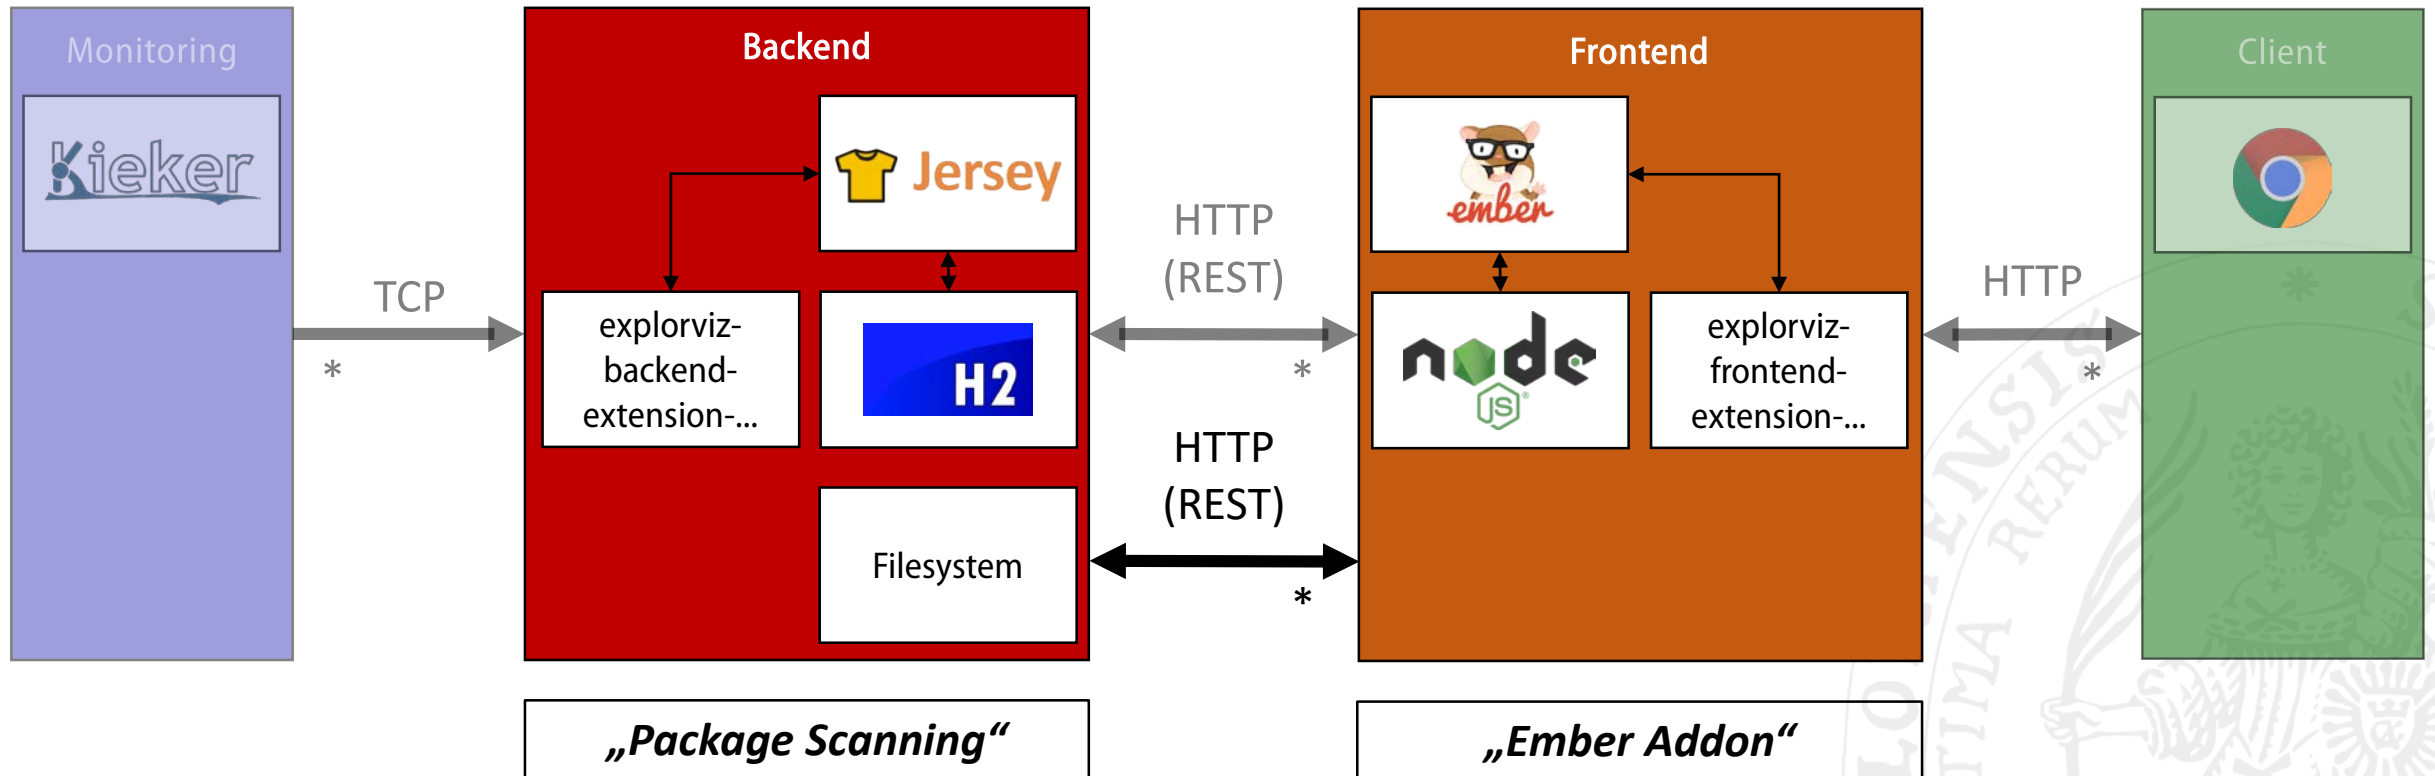 Monitoring
Kieker
TCP
*
Backend
Jersey
explorviz-
backend-
extension-...
H2
Filesystem
„Package Scanning“
HTTP
(REST)
*
HTTP
(REST)
*
Frontend
ember
node
JS
explorviz-
frontend-
extension-...
„Ember Addon“
HTTP
*
Client
RERUM